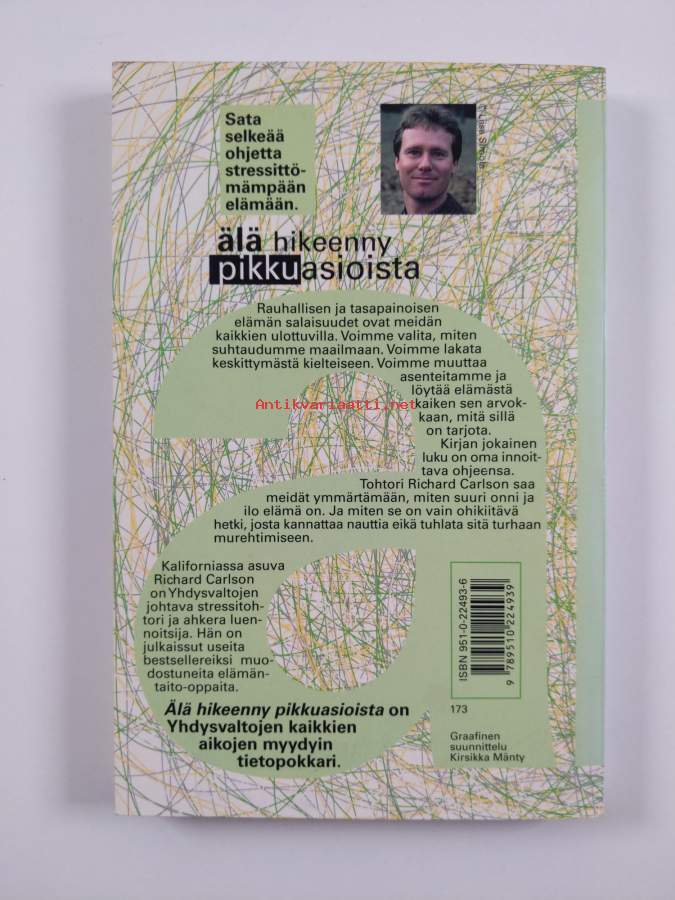 Sata
selkeää
ohjetta
stressittö-
mämpään
elämään.
älä hikeenny
pikkuasioista
Rauhallisen ja tasapainoisen
elämän salaisuudet ovat meidän
kaikkien ulottuvilla. Voimme valita, miten
suhtaudumme maailmaan. Voimme lakata
keskittymästä kielteiseen. Voimme muuttaa
asenteitamme ja
löytää elämästä
Antikvariaatti.net
kaiken sen arvok-
kaan, mitä sillä
on tarjota.
Kirjan jokainen
luku on oma innoit-
tava ohjeensa.
Tohtori Richard Carlson saa
meidät ymmärtämään, miten suuri onni ja
ilo elämä on. Ja miten se on vain ohikiitävä
hetki, josta kannattaa nauttia eikä tuhlata sitä turhaan
murehtimiseen.
Kaliforniassa asuva
Richard Carlson
on Yhdysvaltojen
johtava stressitoh-
tori ja ahkera luen-
noitsija. Hän on
julkaissut useita
bestsellereiksi muo-
dostuneita elämän-
taito-oppaita.
Älä hikeenny pikkuasioista on
Yhdysvaltojen kaikkien
aikojen myydyin
tietopokkari.
ISBN 951-0-22493-6
9 789510 224939
173
Graafinen
suunnittelu
Kirsikka Mänty